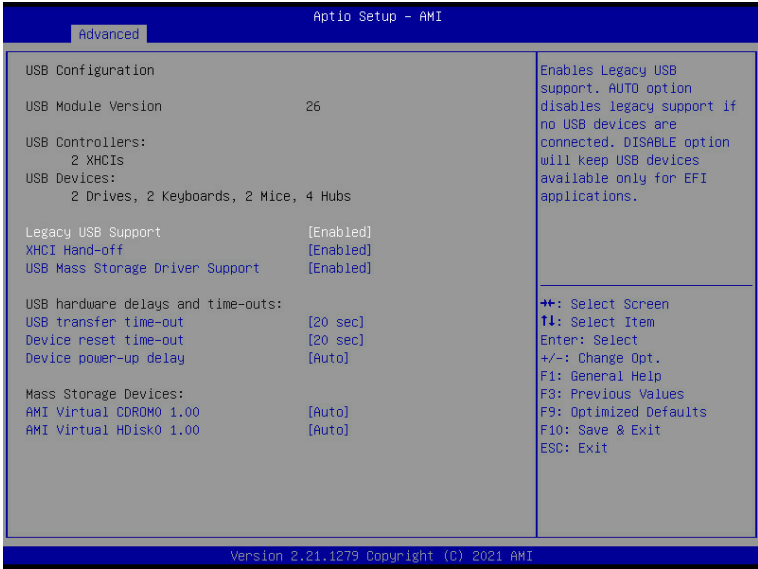 Aptio Setup – AMI
Advanced
USB Configuration
USB Module Version 26
USB Controllers:
2 XHCIs
USB Devices:
2 Drives, 2 Keyboards, 2 Mice, 4 Hubs
Legacy USB Support [Enabled]
XHCI Hand-off [Enabled]
USB Mass Storage Driver Support [Enabled]
USB hardware delays and time-outs:
USB transfer time-out [20 sec]
Device reset time-out [20 sec]
Device power-up delay [Auto]
Mass Storage Devices:
AMI Virtual CDROM0 1.00 [Auto]
AMI Virtual HDisk0 1.00 [Auto]
Enables Legacy USB
support. AUTO option
disables legacy support if
no USB devices are
connected. DISABLE option
will keep USB devices
available only for EFI
applications.
→←: Select Screen
↑↓: Select Item
Enter: Select
+/-: Change Opt.
F1: General Help
F3: Previous Values
F9: Optimized Defaults
F10: Save & Exit
ESC: Exit
Version 2.21.1279 Copyright (C) 2021 AMI